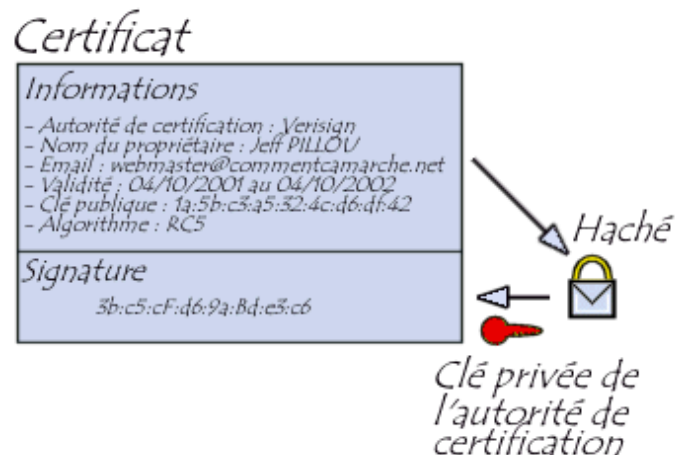 Certificat
Informations
- Autorité de certification : Verisign
- Nom du propriétaire : Jeff PILLOU
- Email : webmaster@commentcamarche.net
- Validité : 04/10/2001 au 04/10/2002
- Clé publique : 1a:5b:c3:a5:32:4c:d6:df:42
- Algorithme : RC5
Signature
3b:c5:cF:d6:9a:Bd:e3:c6
Haché
Clé privée de
l'autorité de
certification